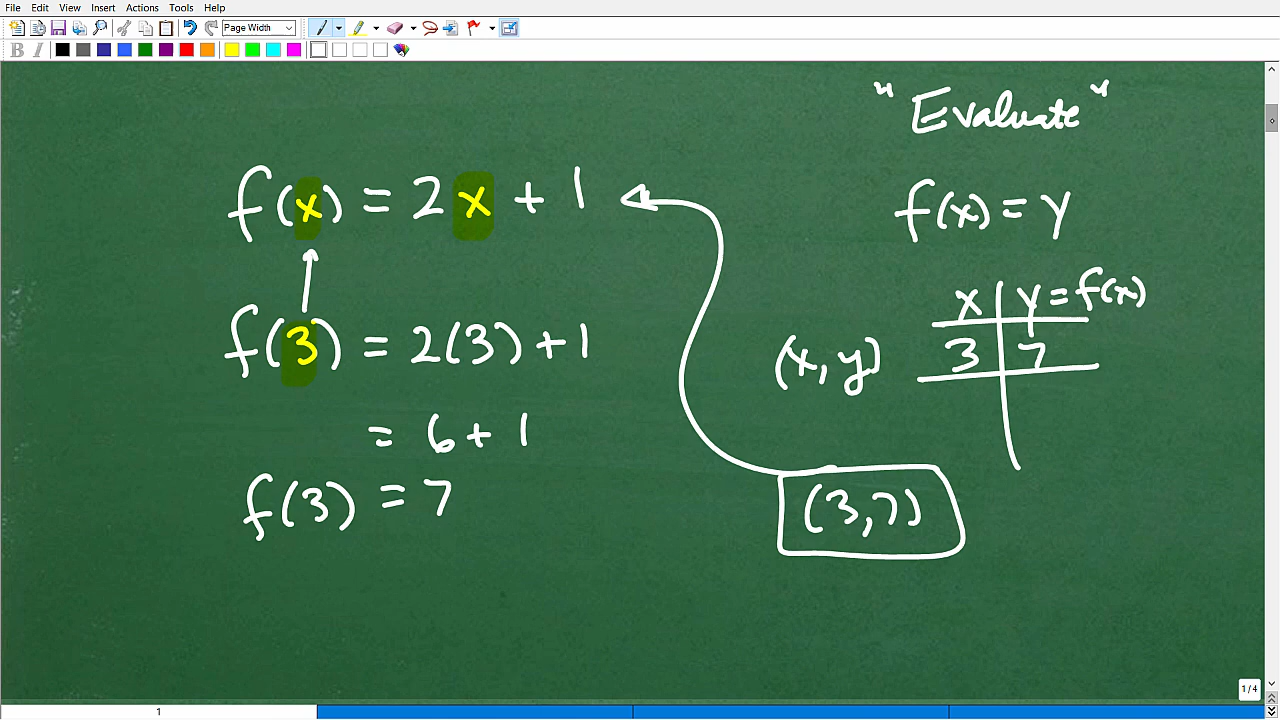 File Edit View Insert Actions Tools Help
Page Width
B I
"Evaluate"
f(x) = 2x + 1
f(x) = y
f(3) = 2(3) + 1
x y = f(x)
(x, y) 3 7
= 6 + 1
f(3) = 7
(3,7)
1/4
1